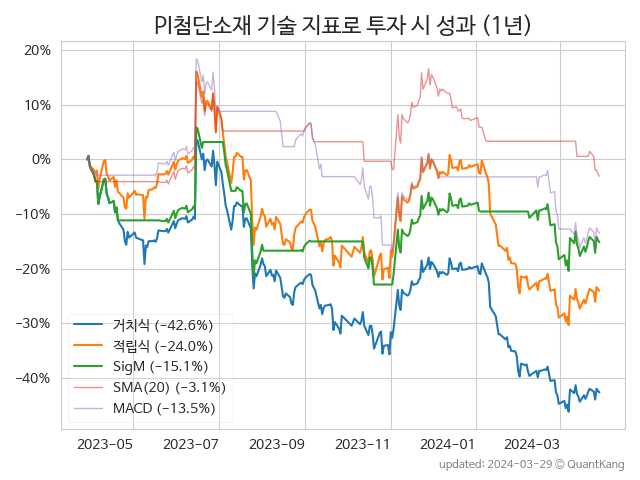 PI첨단소재 기술 지표로 투자 시 성과 (1년)
20%
10%
0%
−10%
−20%
−30%
−40%
거치식 (−42.6%)
적립식 (−24.0%)
SigM (−15.1%)
SMA(20) (−3.1%)
MACD (−13.5%)
2023-05 2023-07 2023-09 2023-11 2024-01 2024-03
updated: 2024-03-29 © QuantKang